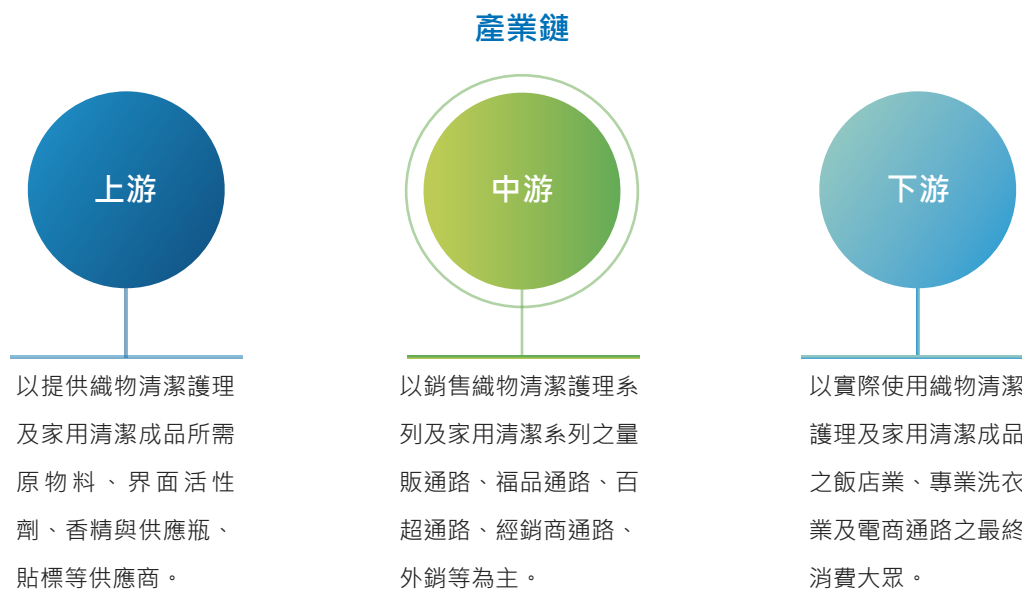 產業鏈
上游
中游
下游
以提供織物清潔護理
及家用清潔成品所需
原物料、界面活性
劑、香精與供應瓶、
貼標等供應商。
以銷售織物清潔護理系
列及家用清潔系列之量
販通路、福品通路、百
超通路、經銷商通路、
外銷等為主。
以實際使用織物清潔
護理及家用清潔成品
之飯店業、專業洗衣
業及電商通路之最終
消費大眾。